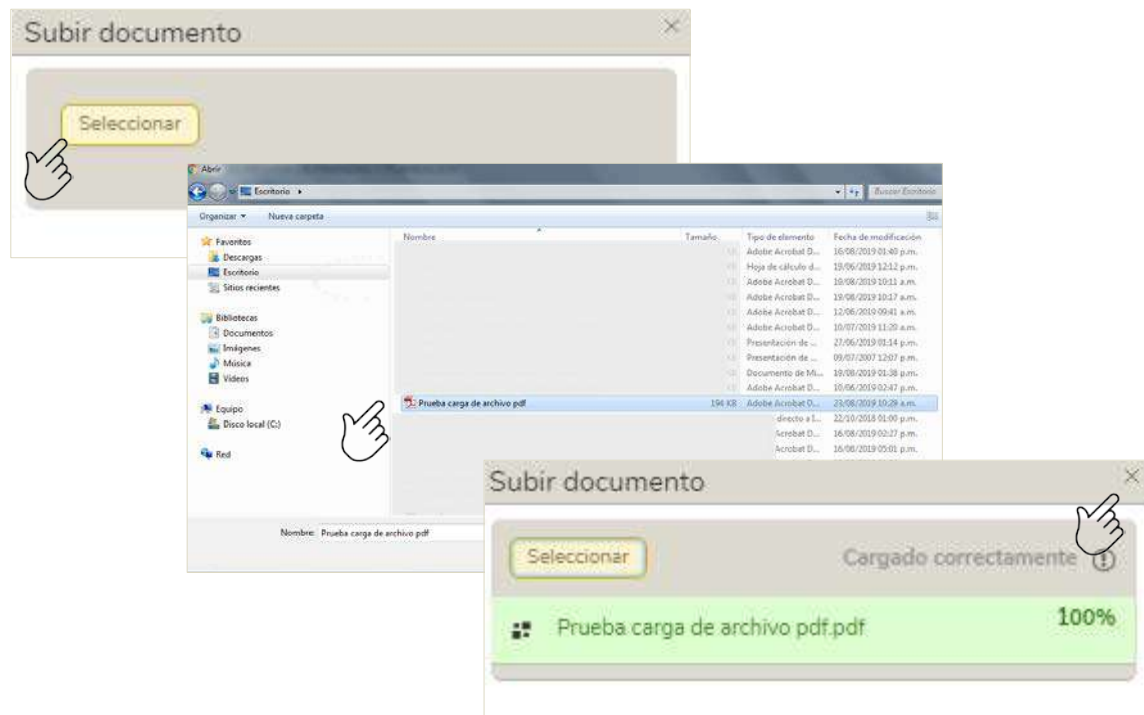 Subir documento
Seleccionar
Abrir
Escritorio
Buscar Escritorio
Organizar Nueva carpeta
Nombre Tamaño Tipo de elemento Fecha de modificación
Favoritos
Descargas
Escritorio
Sitios recientes
Bibliotecas
Documentos
Imágenes
Música
Videos
Equipo
Disco local (C:)
Red
Adobe Acrobat D... 16/08/2019 01:40 p.m.
Hoja de cálculo d... 19/06/2019 12:12 p.m.
Adobe Acrobat D... 19/08/2019 10:11 a.m.
Adobe Acrobat D... 19/08/2019 10:17 a.m.
Adobe Acrobat D... 12/06/2019 09:41 a.m.
Adobe Acrobat D... 10/07/2019 11:20 a.m.
Presentación de ... 27/06/2019 01:14 p.m.
Presentación de ... 09/07/2007 12:07 p.m.
Documento de Mi... 19/08/2019 01:38 p.m.
Adobe Acrobat D... 10/06/2019 02:47 p.m.
Prueba carga de archivo pdf 194 KB Adobe Acrobat D... 23/08/2019 10:29 a.m.
directo a I... 22/10/2018 01:00 p.m.
Acrobat D... 16/08/2019 02:27 p.m.
Acrobat D... 16/08/2019 05:01 p.m.
Nombre: Prueba carga de archivo pdf
Subir documento
Seleccionar
Cargado correctamente
Prueba carga de archivo pdf.pdf 100%